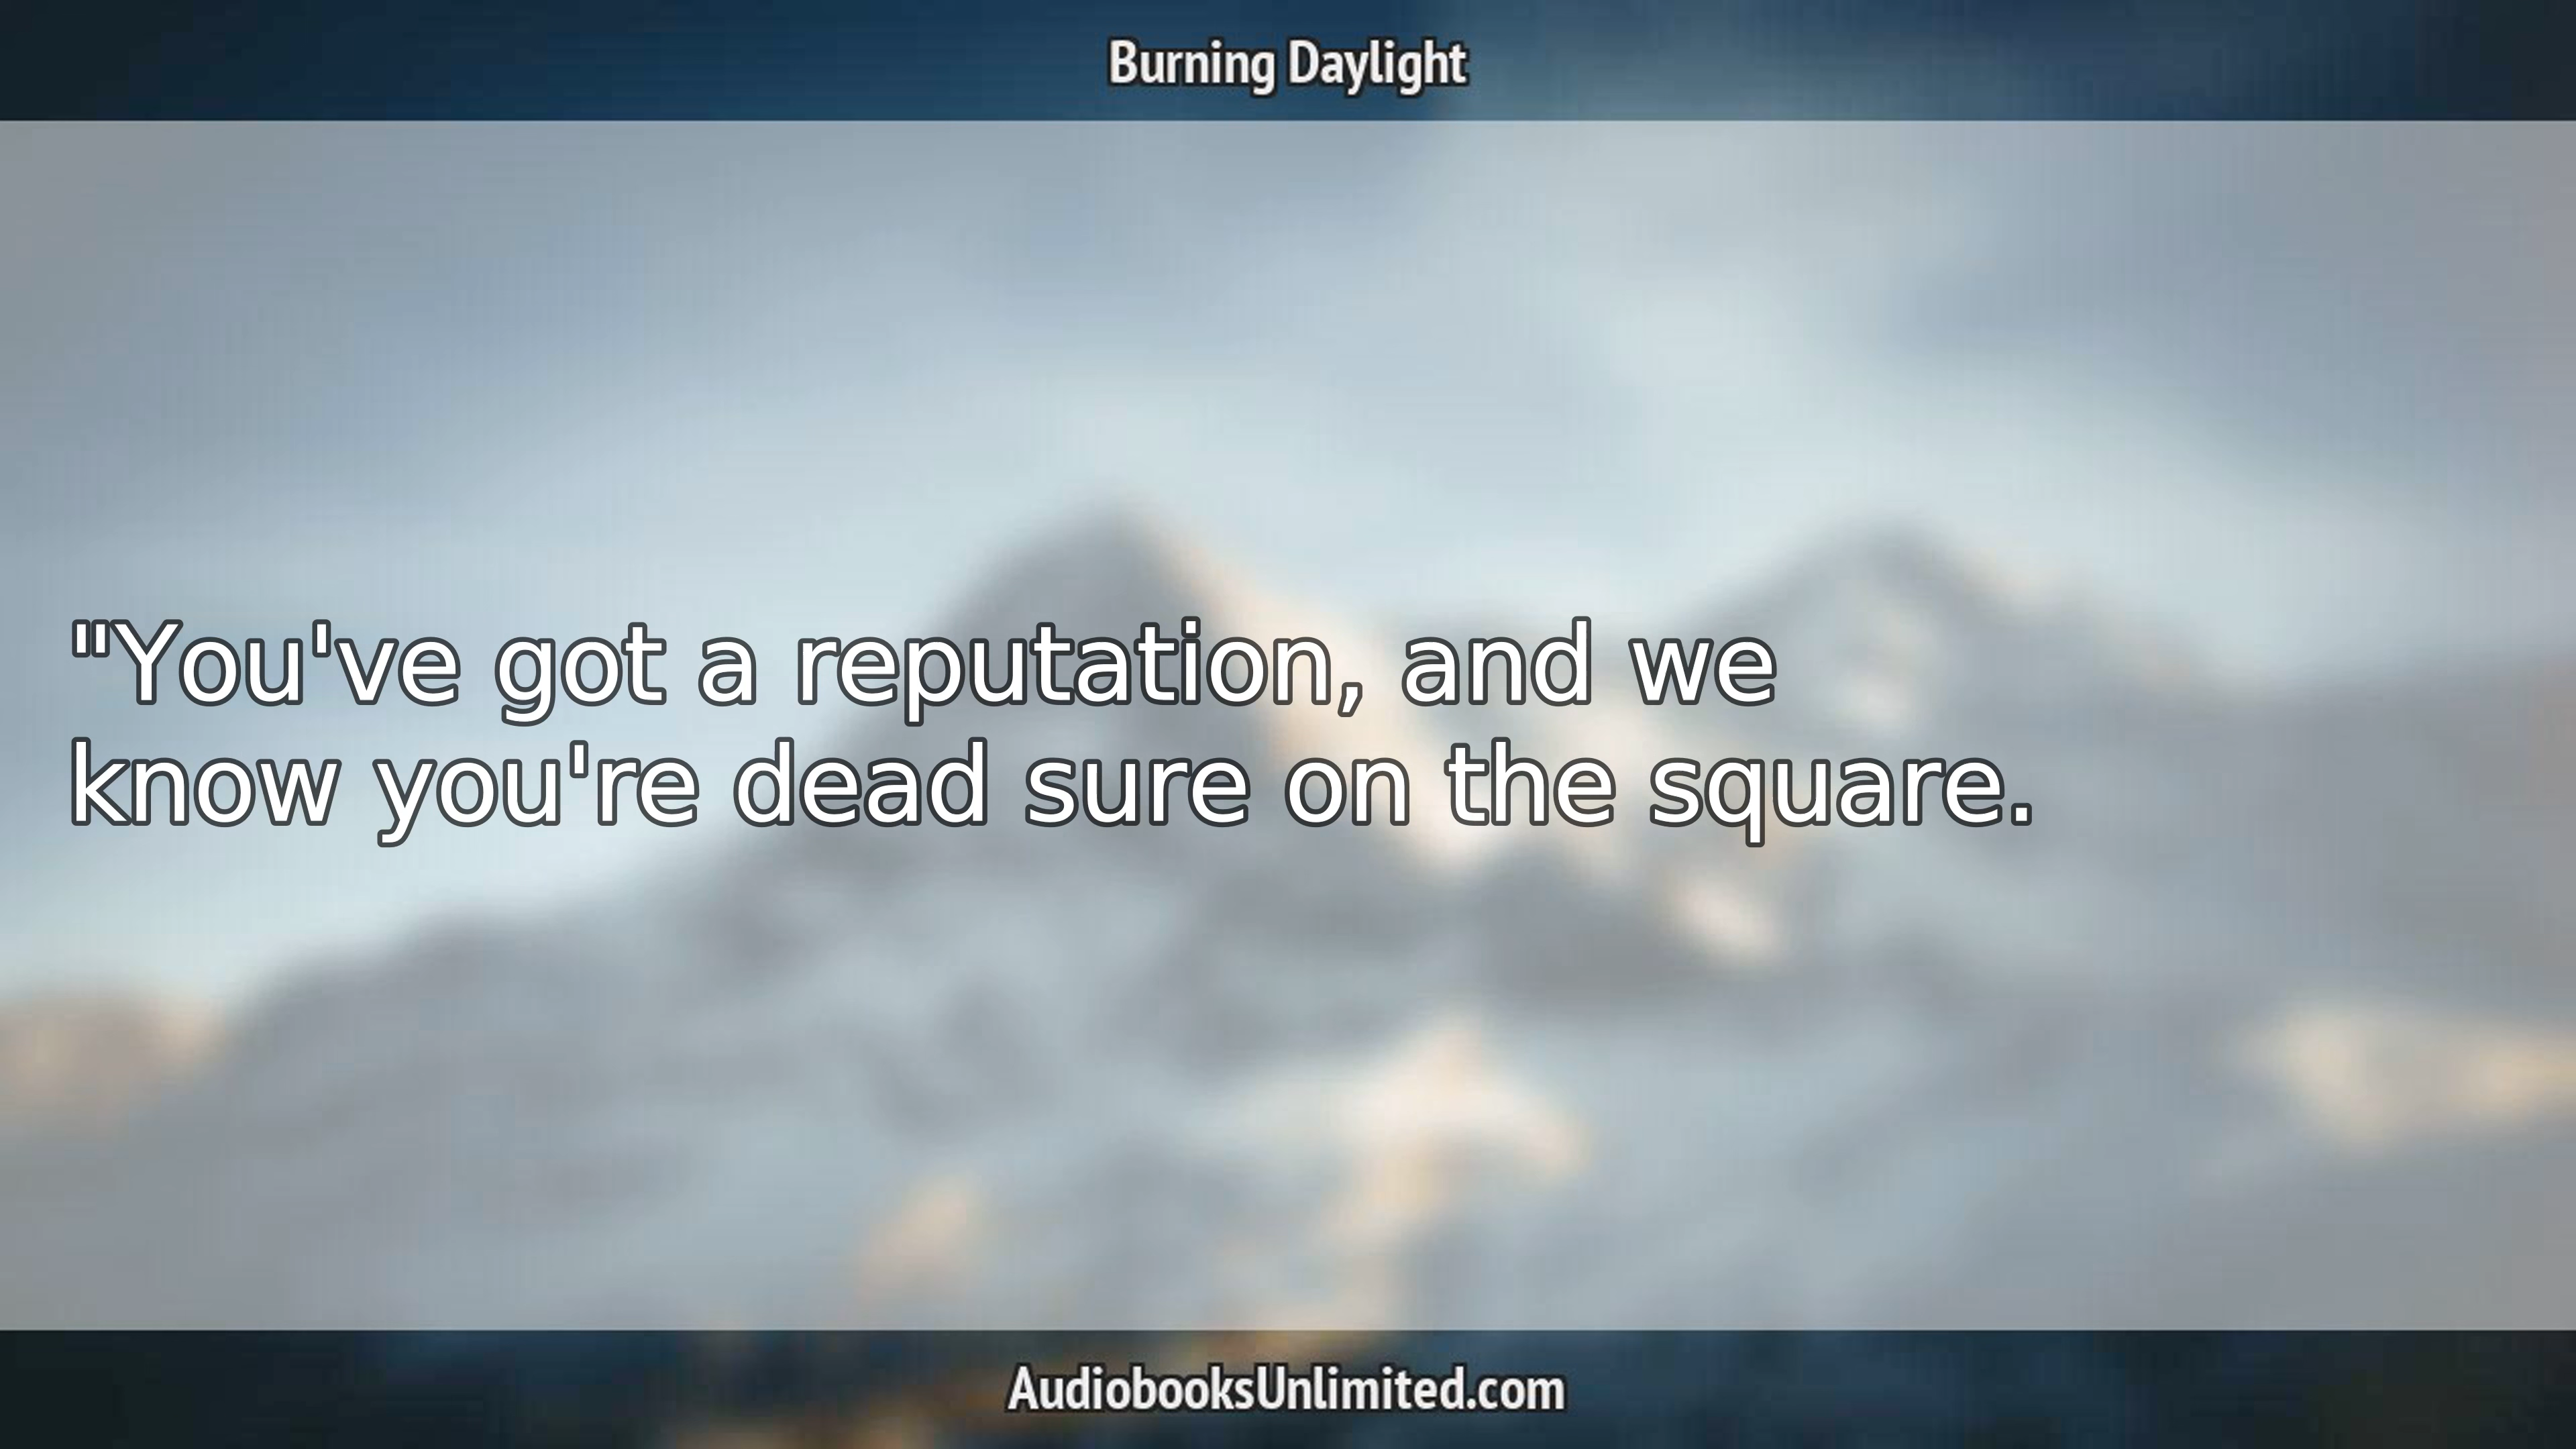 Burning Daylight
"You've got a reputation, and we
know you're dead sure on the square.
AudiobooksUnlimited.com